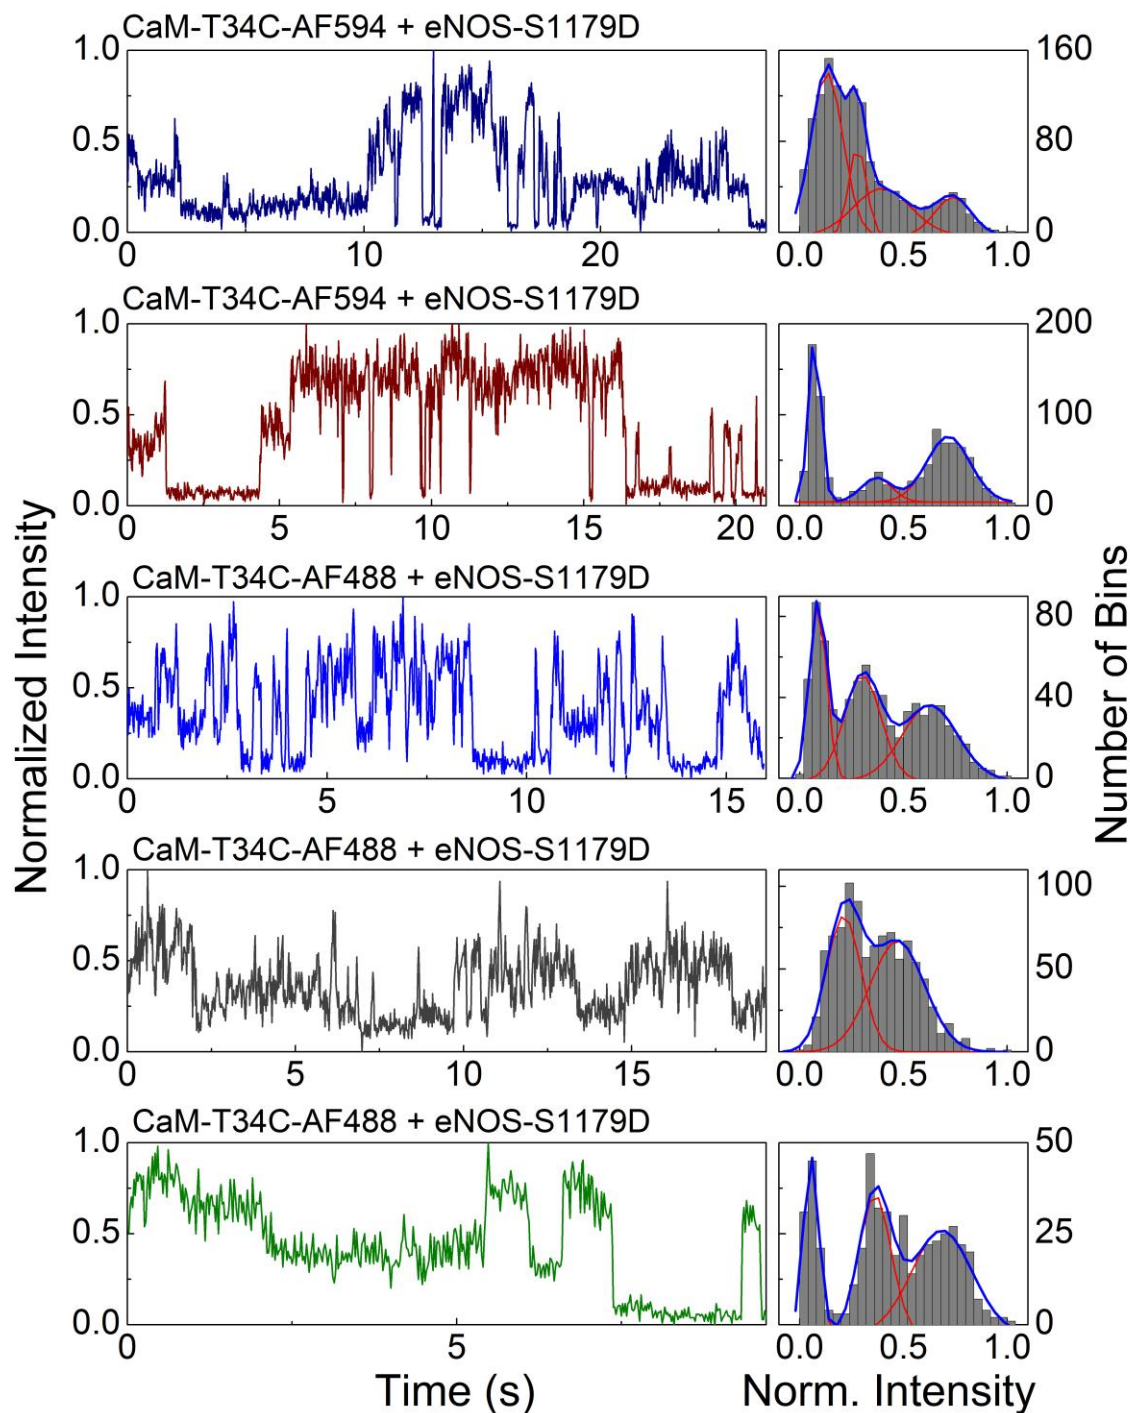 CaM-T34C-AF594 + eNOS-S1179D
1.0
0.5
0.0
0 10 20
160
80
0
0.0 0.5 1.0
CaM-T34C-AF594 + eNOS-S1179D
1.0
0.5
0.0
0 5 10 15 20
200
100
0
0.0 0.5 1.0
CaM-T34C-AF488 + eNOS-S1179D
1.0
0.5
0.0
0 5 10 15
80
40
0
0.0 0.5 1.0
CaM-T34C-AF488 + eNOS-S1179D
1.0
0.5
0.0
0 5 10 15
100
50
0
0.0 0.5 1.0
CaM-T34C-AF488 + eNOS-S1179D
1.0
0.5
0.0
0 5
50
25
0
0.0 0.5 1.0
Normalized Intensity
Number of Bins
Time (s)
Norm. Intensity